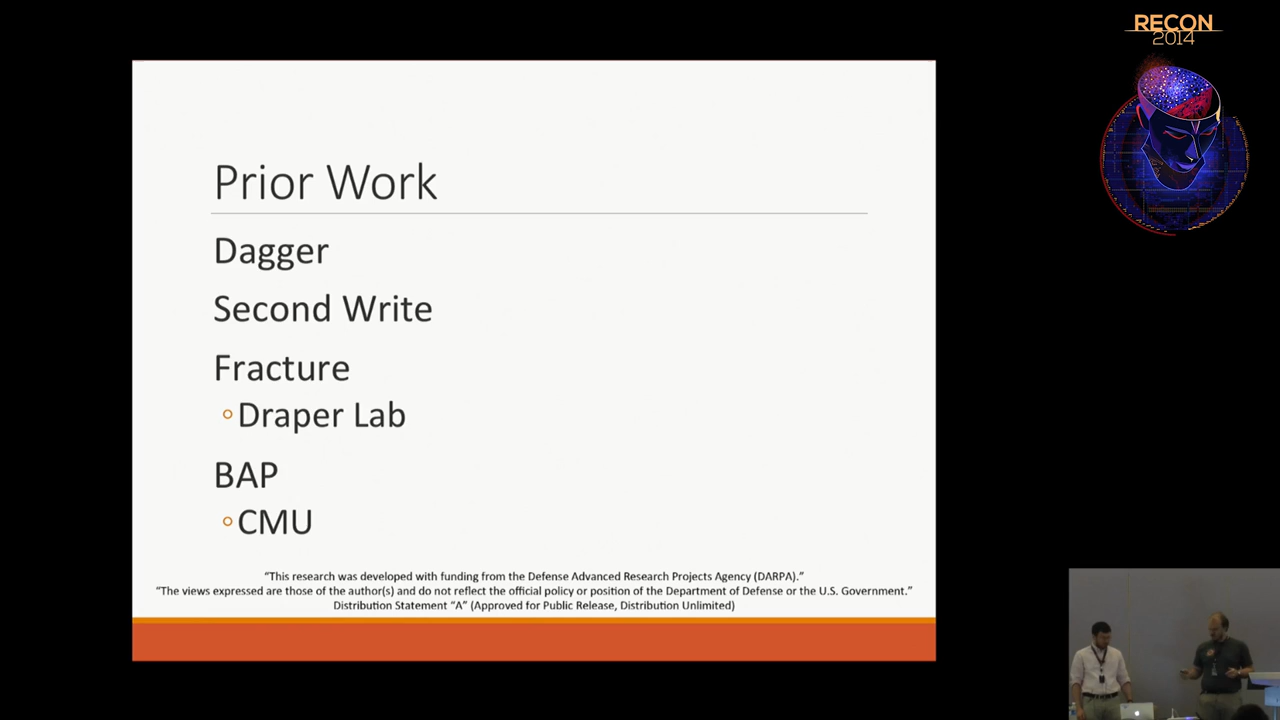 RECON
2014
Prior Work
Dagger
Second Write
Fracture
Draper Lab
BAP
CMU
“This research was developed with funding from the Defense Advanced Research Projects Agency (DARPA).”
“The views expressed are those of the author(s) and do not reflect the official policy or position of the Department of Defense or the U.S. Government.”
Distribution Statement “A” (Approved for Public Release, Distribution Unlimited)